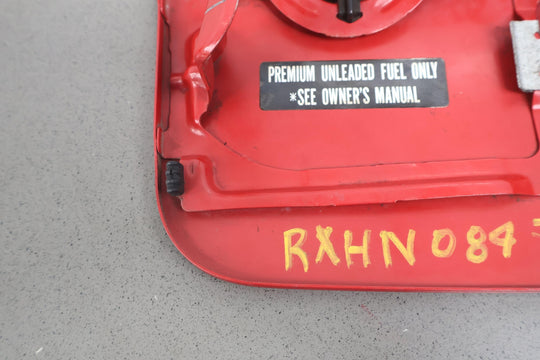 PREMIUM UNLEADED FUEL ONLY
*SEE OWNER'S MANUAL
RXHN084